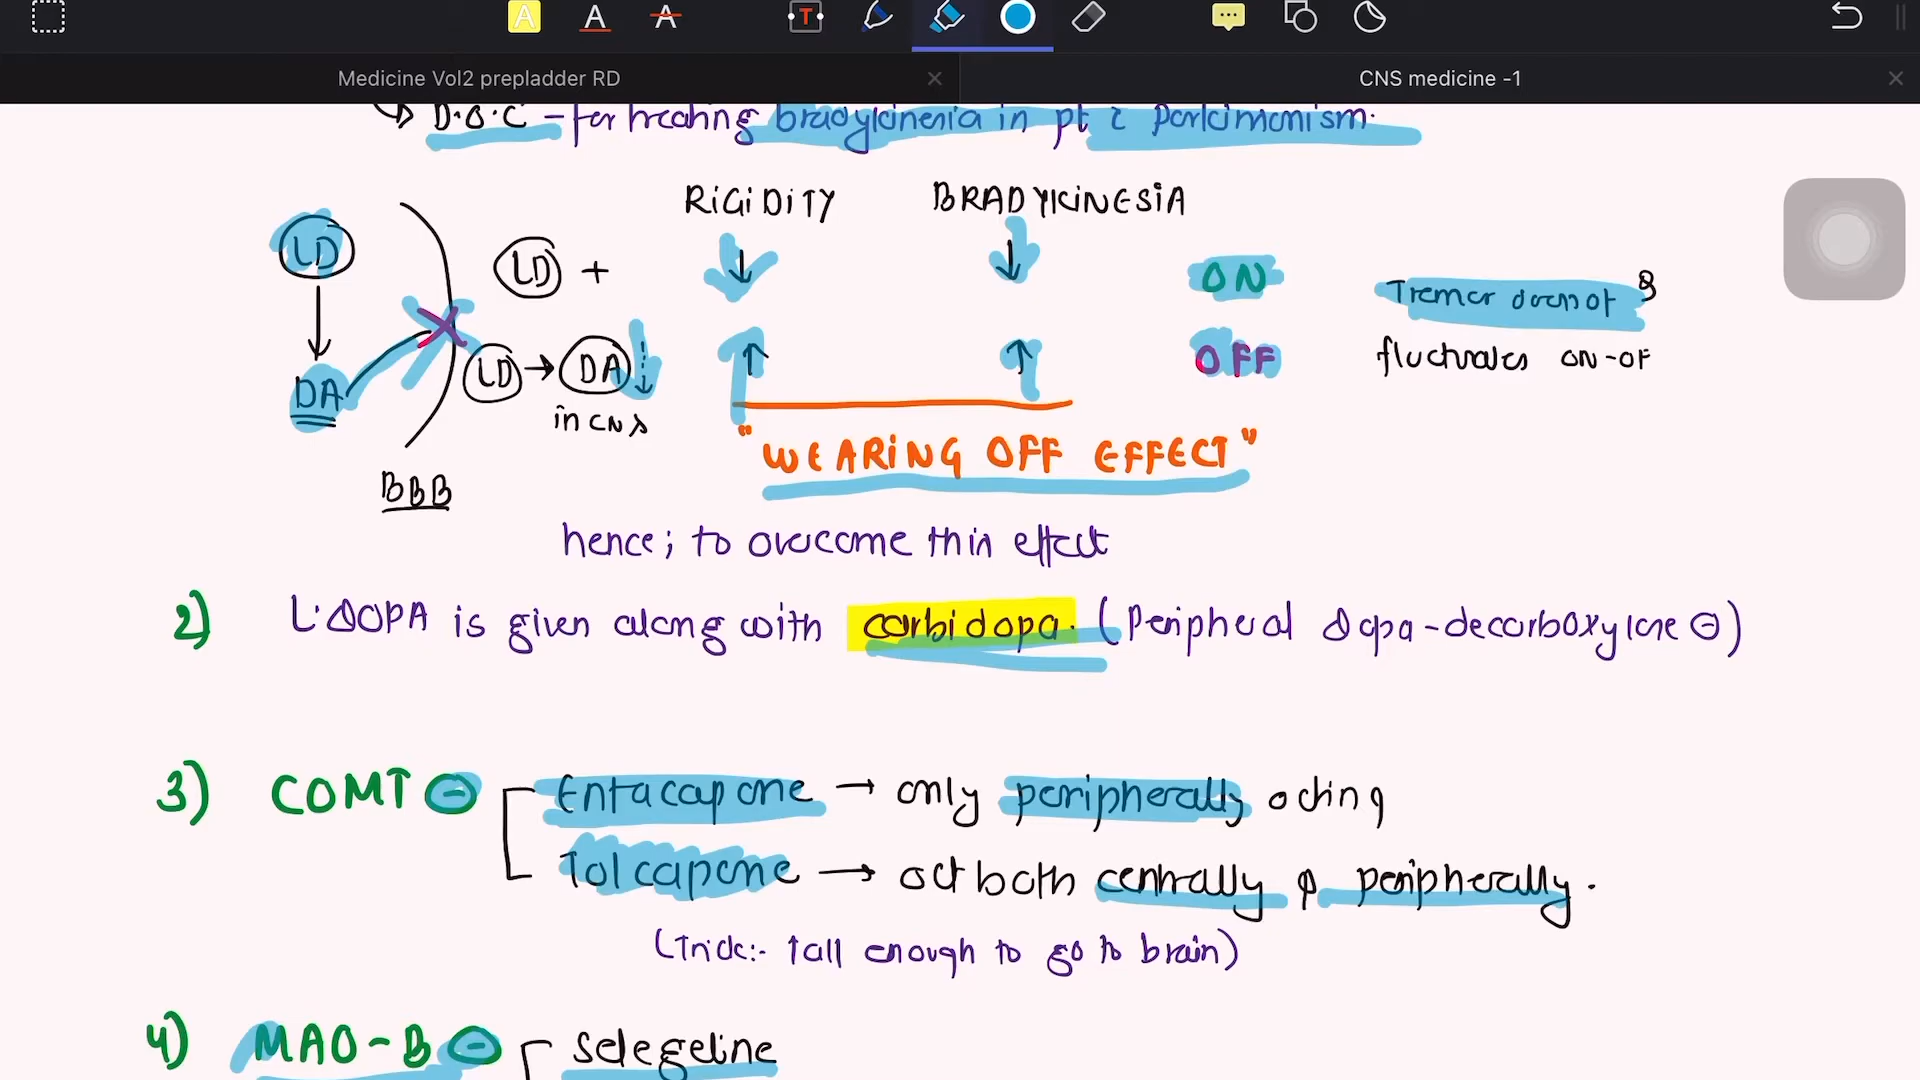 Medicine Vol2 prepladder RD
CNS medicine -1
D.O.C - for treating bradykinesia in pt c Parkinsonism.
RIGIDITY BRADYKINESIA
LD
LD +
ON
Tremor doesnot
OFF
fluctuates ON-OF
DA
LD → DA
in CNS
BBB
"WEARING OFF EFFECT"
hence; to overcome this effect
2) L.DOPA is given along with carbidopa. (Peripheral Dopa-decarboxylase ⊖)
3) COMT ⊖
Entacapone → only peripherally acting
Tolcapone → act both centrally & peripherally.
(Trick:- tall enough to go to brain)
4) MAO-B ⊖ Selegeline